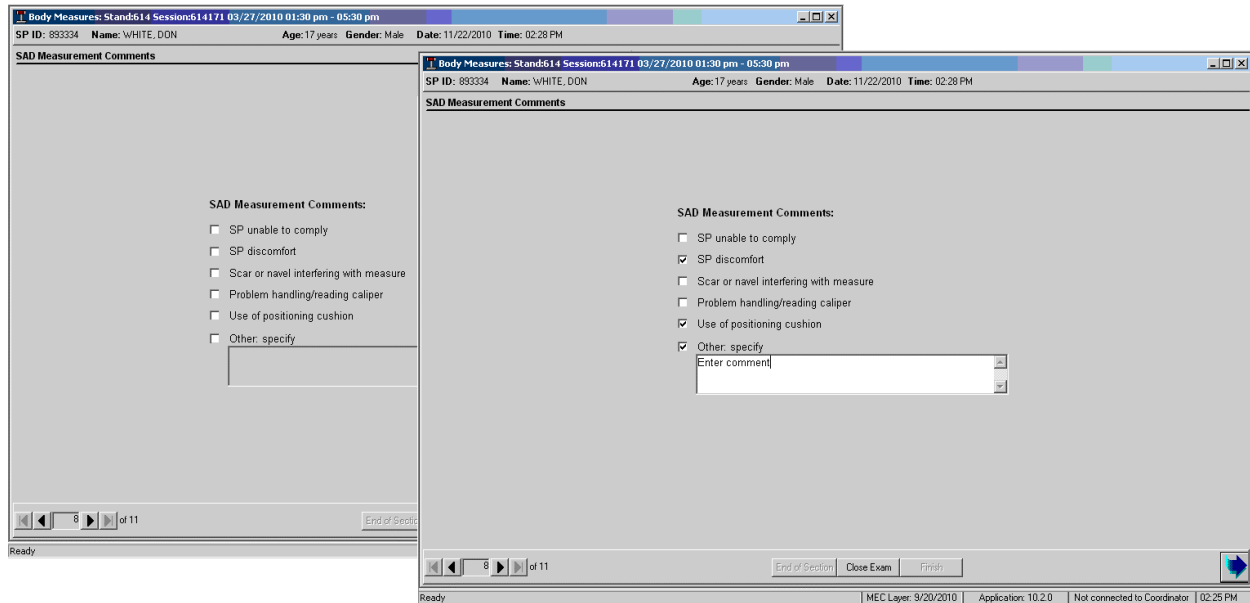 Body Measures: Stand:614 Session:614171 03/27/2010 01:30 pm - 05:30 pm
SP ID: 893334 Name: WHITE, DON Age: 17 years Gender: Male Date: 11/22/2010 Time: 02:28 PM
SAD Measurement Comments
SAD Measurement Comments:
SP unable to comply
SP discomfort
Scar or navel interfering with measure
Problem handling/reading caliper
Use of positioning cushion
Other: specify
8 of 11
End of Sectio
Ready
Body Measures: Stand:614 Session:614171 03/27/2010 01:30 pm - 05:30 pm
SP ID: 893334 Name: WHITE, DON Age: 17 years Gender: Male Date: 11/22/2010 Time: 02:28 PM
SAD Measurement Comments
SAD Measurement Comments:
SP unable to comply
SP discomfort
Scar or navel interfering with measure
Problem handling/reading caliper
Use of positioning cushion
Other: specify
Enter comment
8 of 11
End of Section Close Exam Finish
Ready MEC Layer: 9/20/2010 Application: 10.2.0 Not connected to Coordinator 02:25 PM